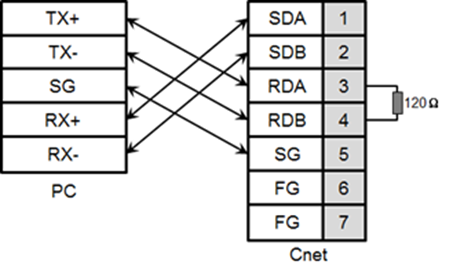 TX+ SDA 1
TX- SDB 2
SG RDA 3
RX+ RDB 4 120Ω
RX- SG 5
PC FG 6
FG 7
Cnet